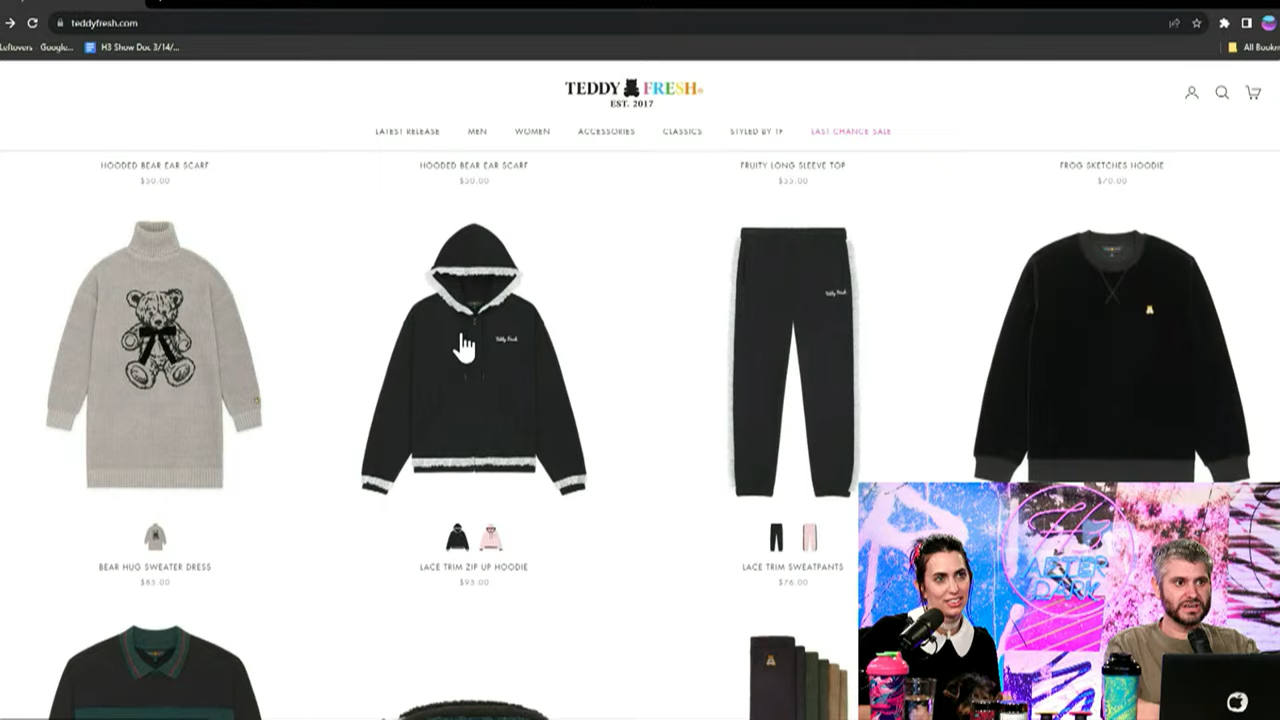 teddyfresh.com
Leftovers Google... H3 Show Doc 3/14/... All Bookm
TEDDY FRESH®
EST. 2017
LATEST RELEASE MEN WOMEN ACCESSORIES CLASSICS STYLED BY TF LAST CHANCE SALE
HOODED BEAR EAR SCARF HOODED BEAR EAR SCARF FRUITY LONG SLEEVE TOP FROG SKETCHES HOODIE
$50.00 $50.00 $55.00 $70.00
Teddy Fresh
Teddy Fresh
BEAR HUG SWEATER DRESS LACE TRIM ZIP UP HOODIE LACE TRIM SWEATPANTS
$85.00 $95.00 $76.00
H3
AFTER
DARK